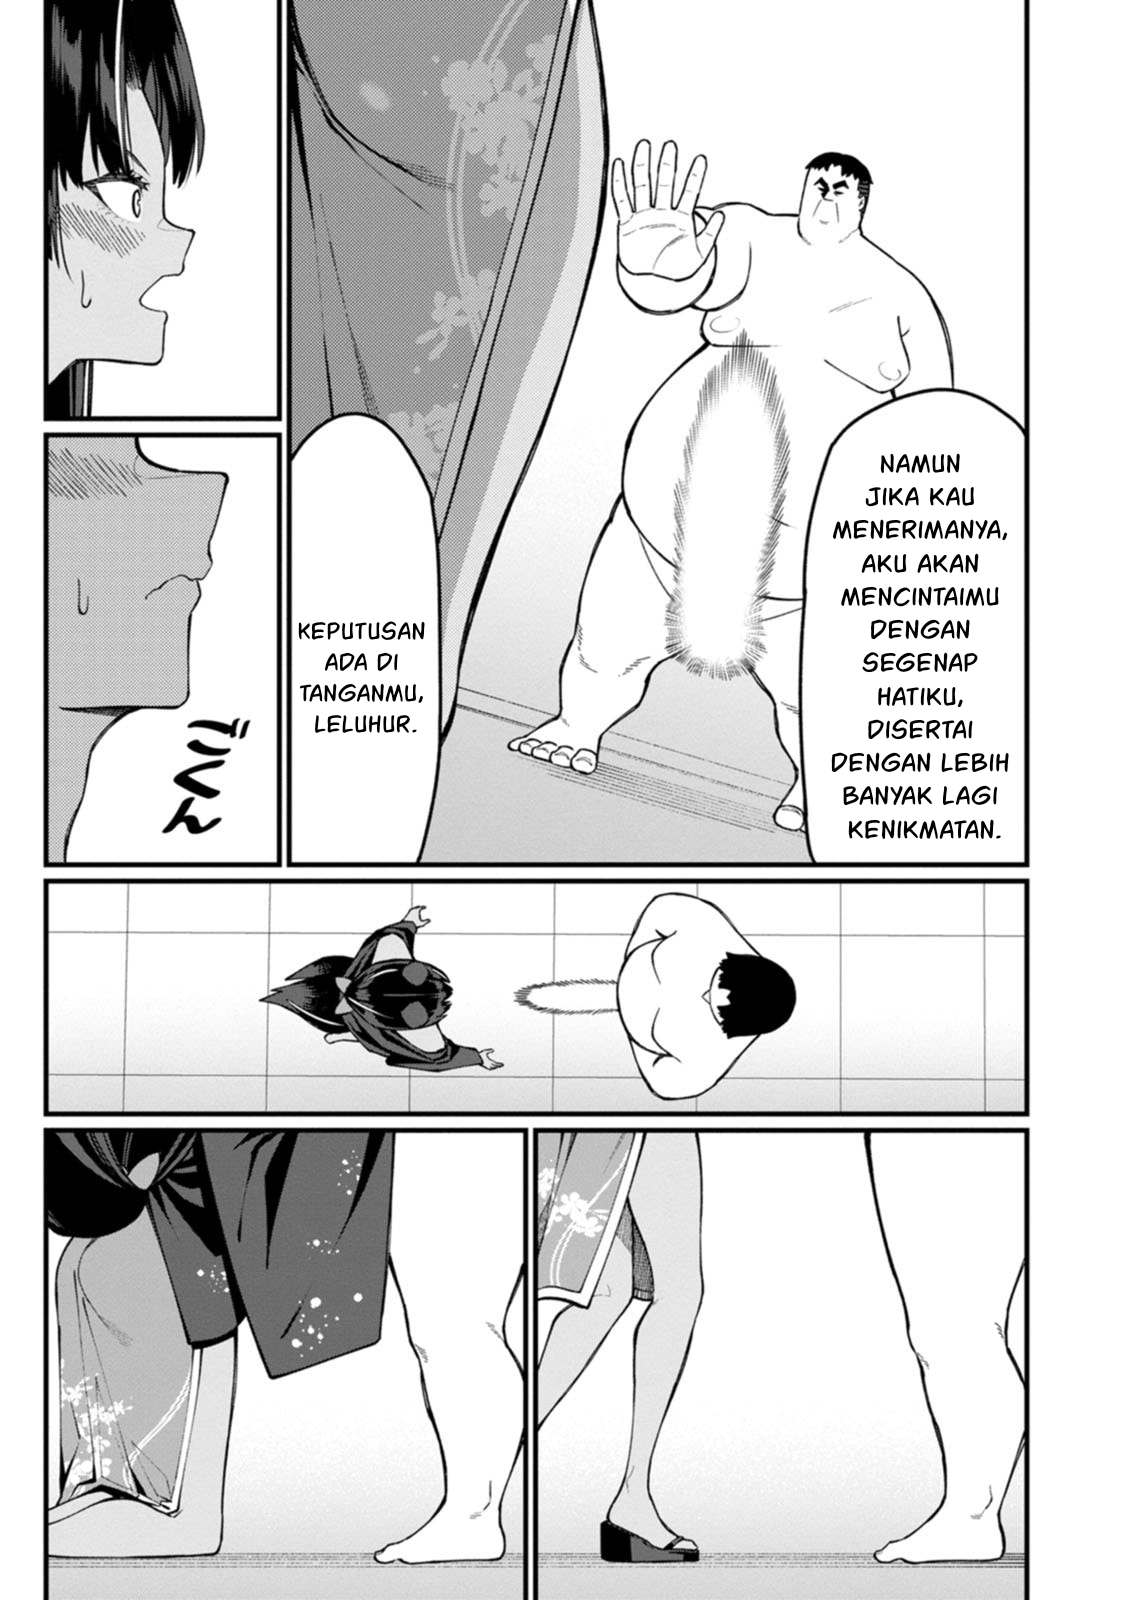 NAMUN
JIKA KAU
MENERIMANYA,
AKU AKAN
MENCINTAIMU
DENGAN
SEGENAP
HATIKU,
DISERTAI
DENGAN LEBIH
BANYAK LAGI
KENIKMATAN.
KEPUTUSAN
ADA DI
TANGANMU,
LELUHUR.
ごくん